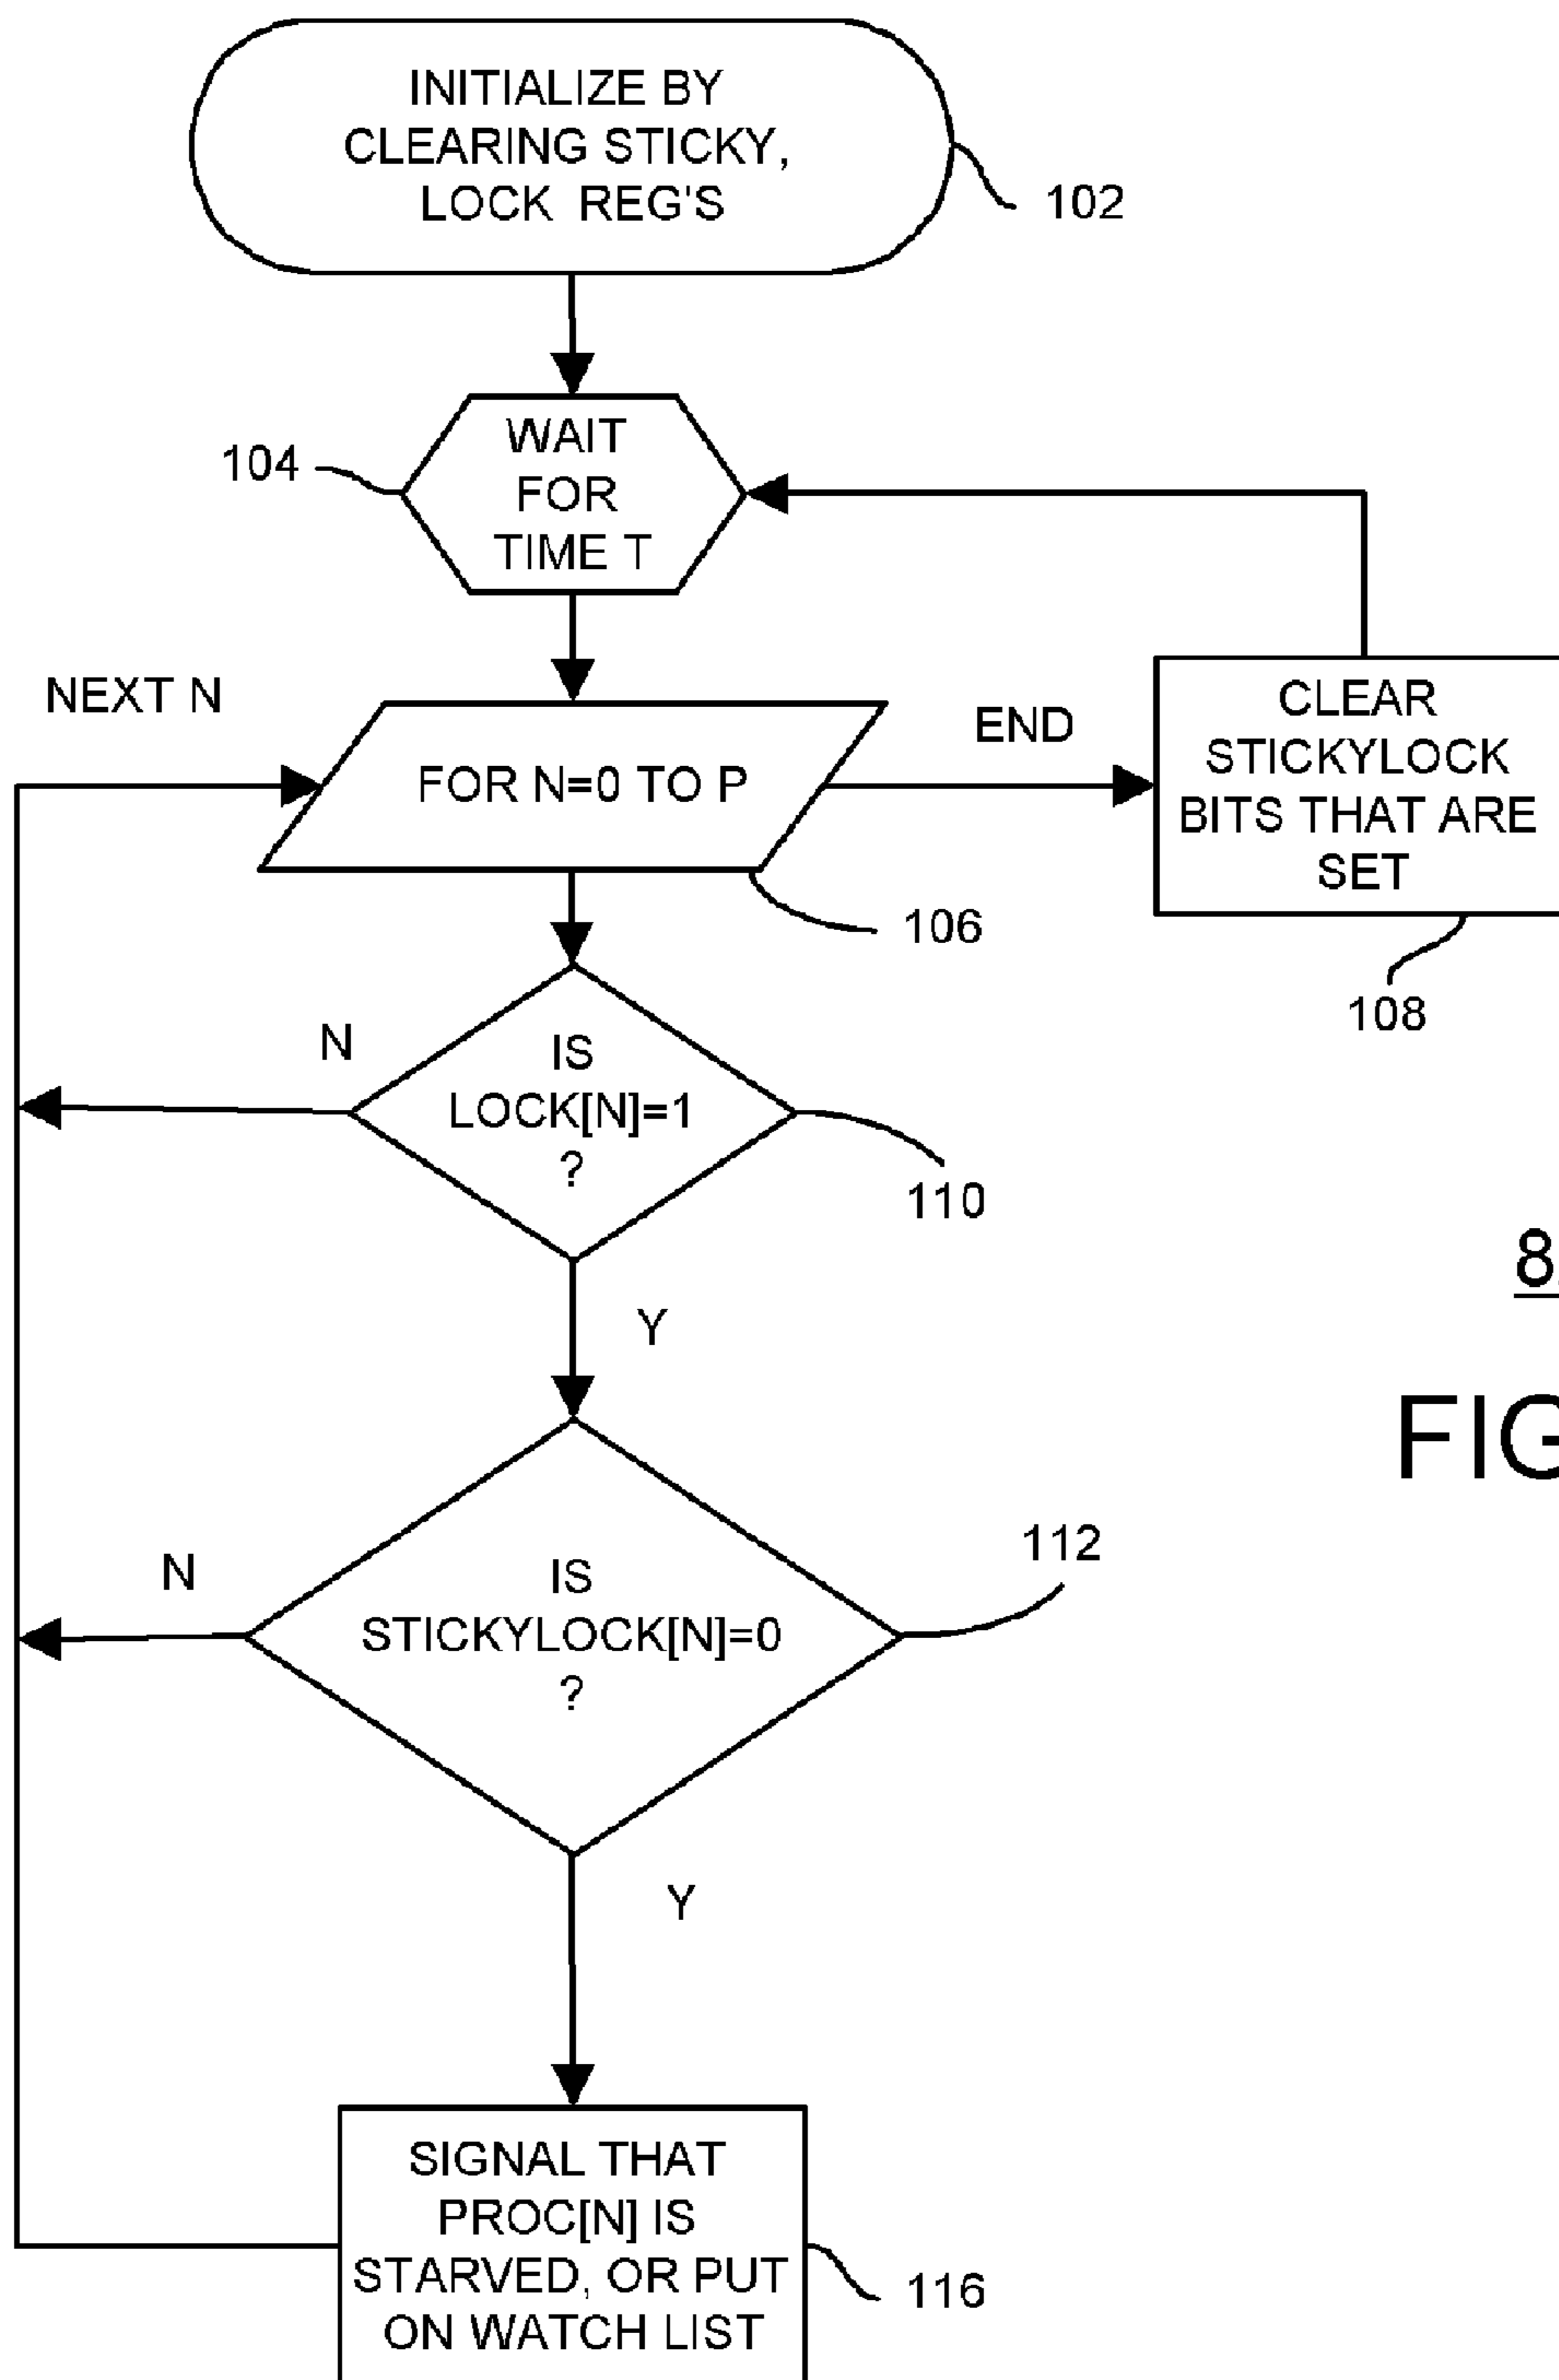 INITIALIZE BY
CLEARING STICKY,
LOCK REG'S
102
WAIT
FOR
TIME T
104
NEXT N
FOR N=0 TO P
END
CLEAR
STICKYLOCK
BITS THAT ARE
SET
106
108
N
IS
LOCK[N]=1
?
110
Y
8
FIG
N
IS
STICKYLOCK[N]=0
?
112
Y
SIGNAL THAT
PROC[N] IS
STARVED, OR PUT
ON WATCH LIST
116